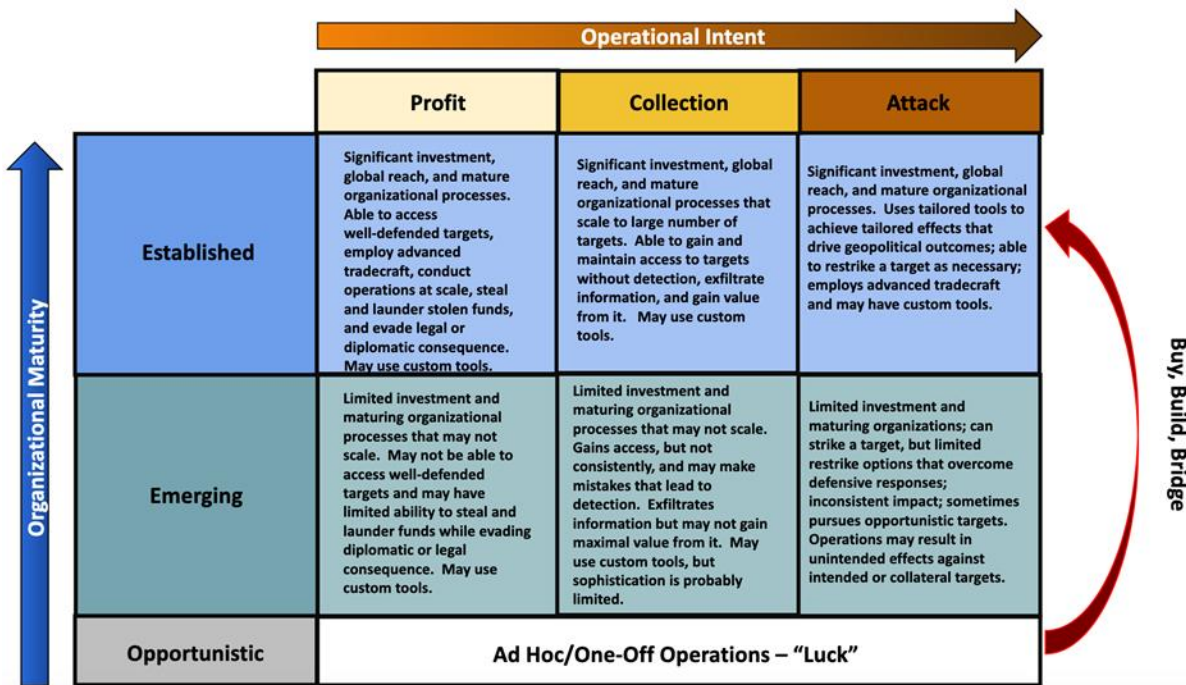 Operational Intent
Profit
Collection
Attack
Organizational Maturity
Established
Significant investment,
global reach, and mature
organizational processes.
Able to access
well-defended targets,
employ advanced
tradecraft, conduct
operations at scale, steal
and launder stolen funds,
and evade legal or
diplomatic consequence.
May use custom tools.
Significant investment, global
reach, and mature
organizational processes that
scale to large number of
targets.  Able to gain and
maintain access to targets
without detection, exfiltrate
information, and gain value
from it.   May use custom
tools.
Significant investment, global
reach, and mature organizational
processes.  Uses tailored tools to
achieve tailored effects that
drive geopolitical outcomes; able
to restrike a target as necessary;
employs advanced tradecraft
and may have custom tools.
Emerging
Limited investment and
maturing organizational
processes that may not
scale.  May not be able to
access well-defended
targets and may have
limited ability to steal and
launder funds while evading
diplomatic or legal
consequence.  May use
custom tools.
Limited investment and
maturing organizational
processes that may not scale.
Gains access, but not
consistently, and may make
mistakes that lead to
detection.  Exfiltrates
information but may not gain
maximal value from it.  May
use custom tools, but
sophistication is probably
limited.
Limited investment and
maturing organizations; can
strike a target, but limited
restrike options that overcome
defensive responses;
inconsistent impact; sometimes
pursues opportunistic targets.
Operations may result in
unintended effects against
intended or collateral targets.
Opportunistic
Ad Hoc/One-Off Operations – “Luck”
Buy, Build, Bridge